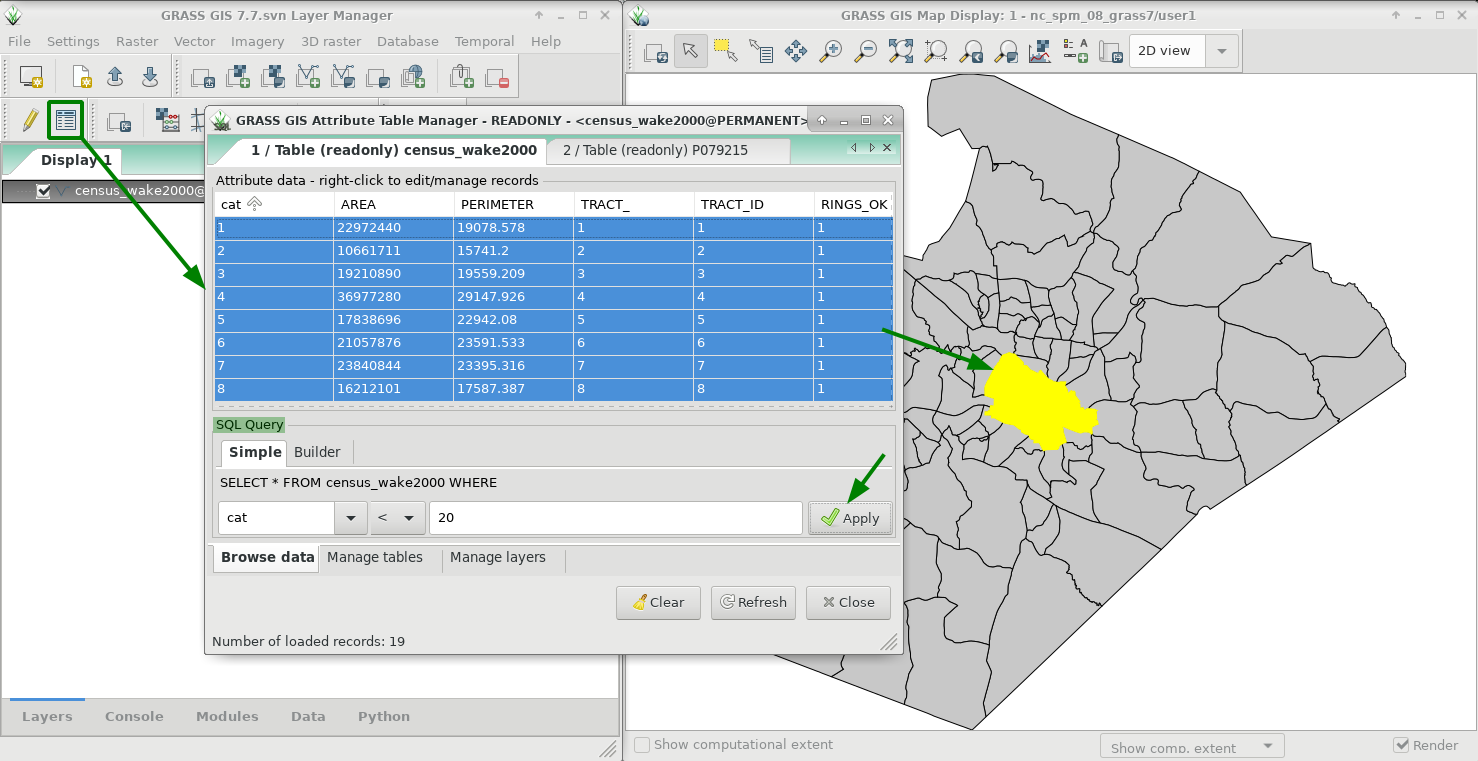 GRASS GIS 7.7.svn Layer Manager
File Settings Raster Vector Imagery 3D raster Database Temporal Help
Display 1
census_wake2000@
Layers Console Modules Data Python
GRASS GIS Attribute Table Manager - READONLY - <census_wake2000@PERMANENT>
1 / Table (readonly) census_wake2000 2 / Table (readonly) P079215
Attribute data - right-click to edit/manage records
cat AREA PERIMETER TRACT_ TRACT_ID RINGS_OK
1 22972440 19078.578 1 1 1
2 10661711 15741.2 2 2 1
3 19210890 19559.209 3 3 1
4 36977280 29147.926 4 4 1
5 17838696 22942.08 5 5 1
6 21057876 23591.533 6 6 1
7 23840844 23395.316 7 7 1
8 16212101 17587.387 8 8 1
SQL Query
Simple Builder
SELECT * FROM census_wake2000 WHERE
cat < 20 Apply
Browse data Manage tables Manage layers
Clear Refresh Close
Number of loaded records: 19
GRASS GIS Map Display: 1 - nc_spm_08_grass7/user1
A
2D view
Show computational extent Show comp. extent Render